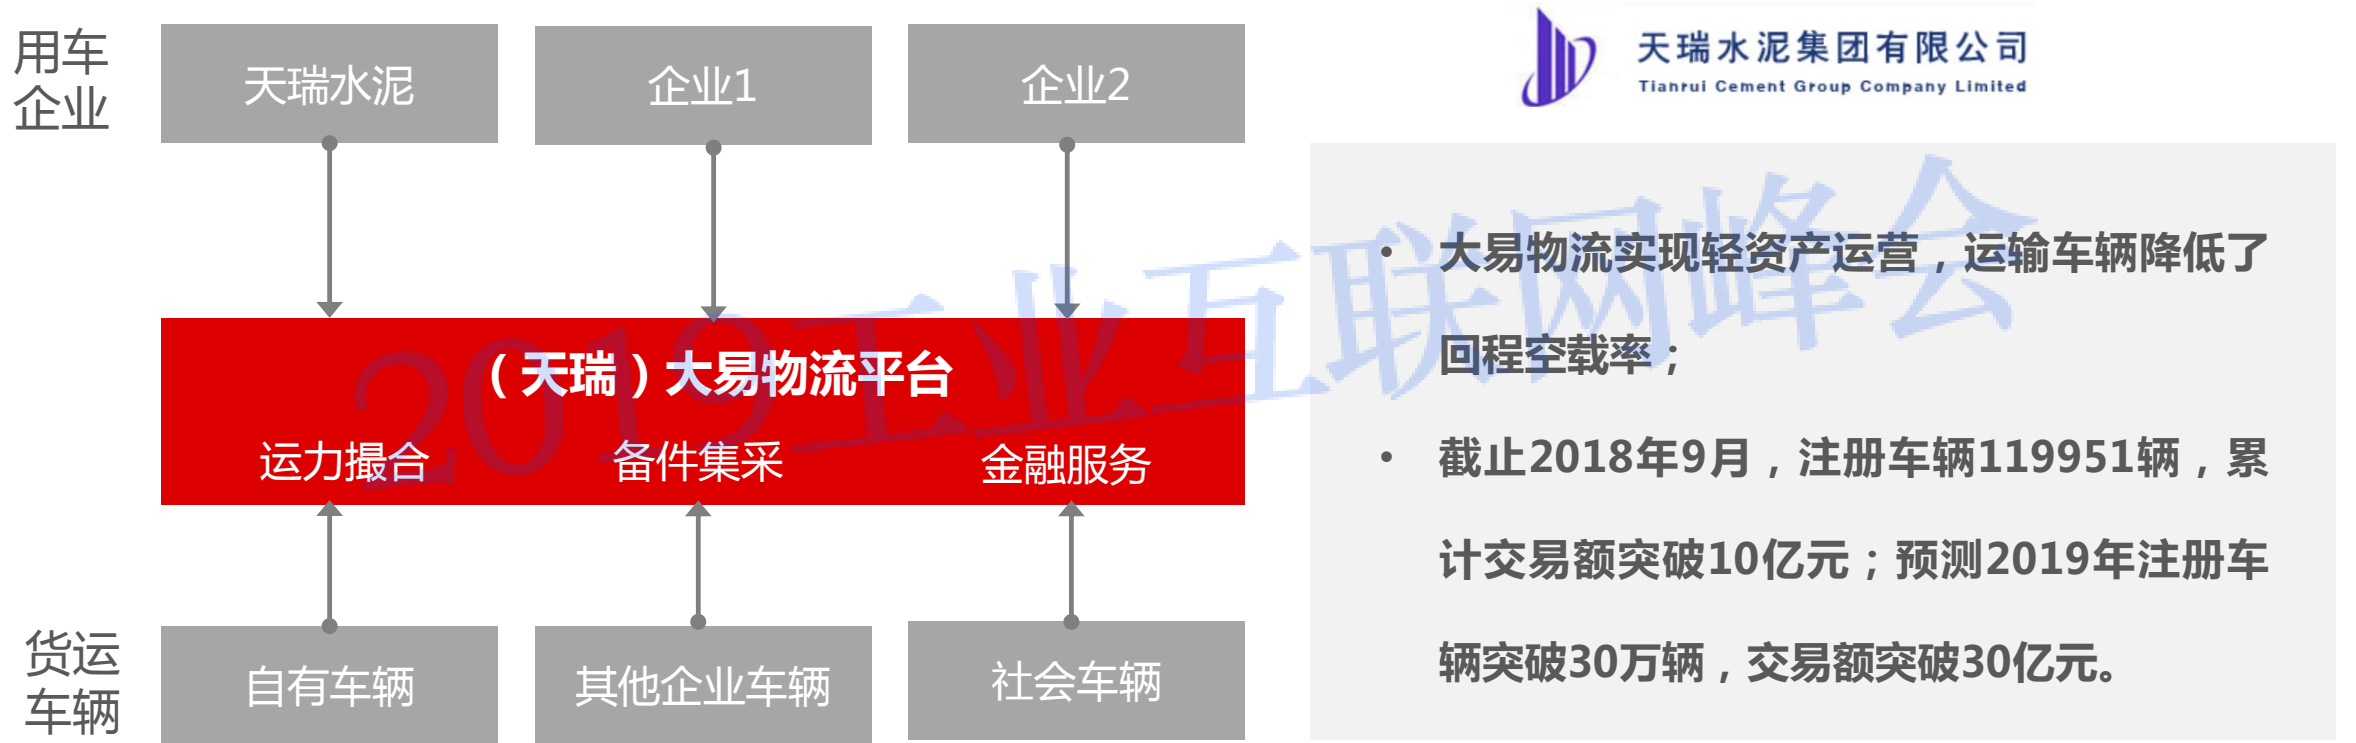 用车
企业
天瑞水泥
企业1
企业2
（天瑞）大易物流平台
运力撮合
备件集采
金融服务
货运
车辆
自有车辆
其他企业车辆
社会车辆
天瑞水泥集团有限公司
Tianrui Cement Group Company Limited
• 大易物流实现轻资产运营，运输车辆降低了
回程空载率；
• 截止2018年9月，注册车辆119951辆，累
计交易额突破10亿元；预测2019年注册车
辆突破30万辆，交易额突破30亿元。
2019工业互联网峰会